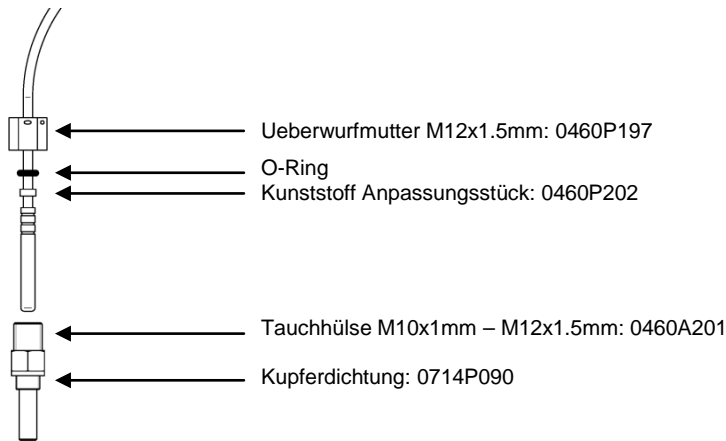 Ueberwurfmutter M12x1.5mm: 0460P197
O-Ring
Kunststoff Anpassungsstück: 0460P202
Tauchhülse M10x1mm – M12x1.5mm: 0460A201
Kupferdichtung: 0714P090